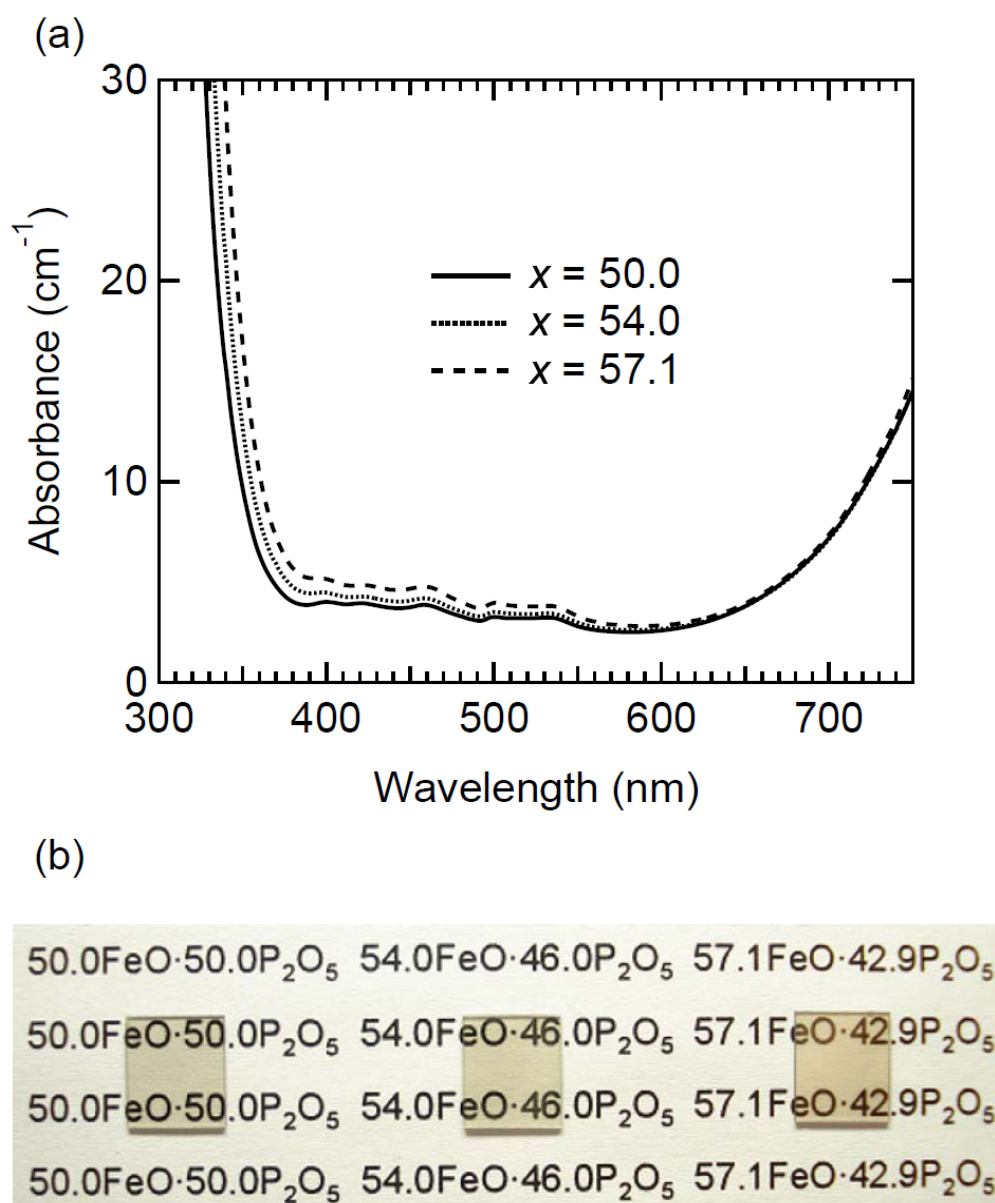 (a)
30
20
10
0
Absorbance (cm⁻¹)
x = 50.0
x = 54.0
x = 57.1
300 400 500 600 700
Wavelength (nm)
(b)
50.0FeO·50.0P₂O₅ 54.0FeO·46.0P₂O₅ 57.1FeO·42.9P₂O₅
50.0FeO·50.0P₂O₅ 54.0FeO·46.0P₂O₅ 57.1FeO·42.9P₂O₅
50.0FeO·50.0P₂O₅ 54.0FeO·46.0P₂O₅ 57.1FeO·42.9P₂O₅
50.0FeO·50.0P₂O₅ 54.0FeO·46.0P₂O₅ 57.1FeO·42.9P₂O₅